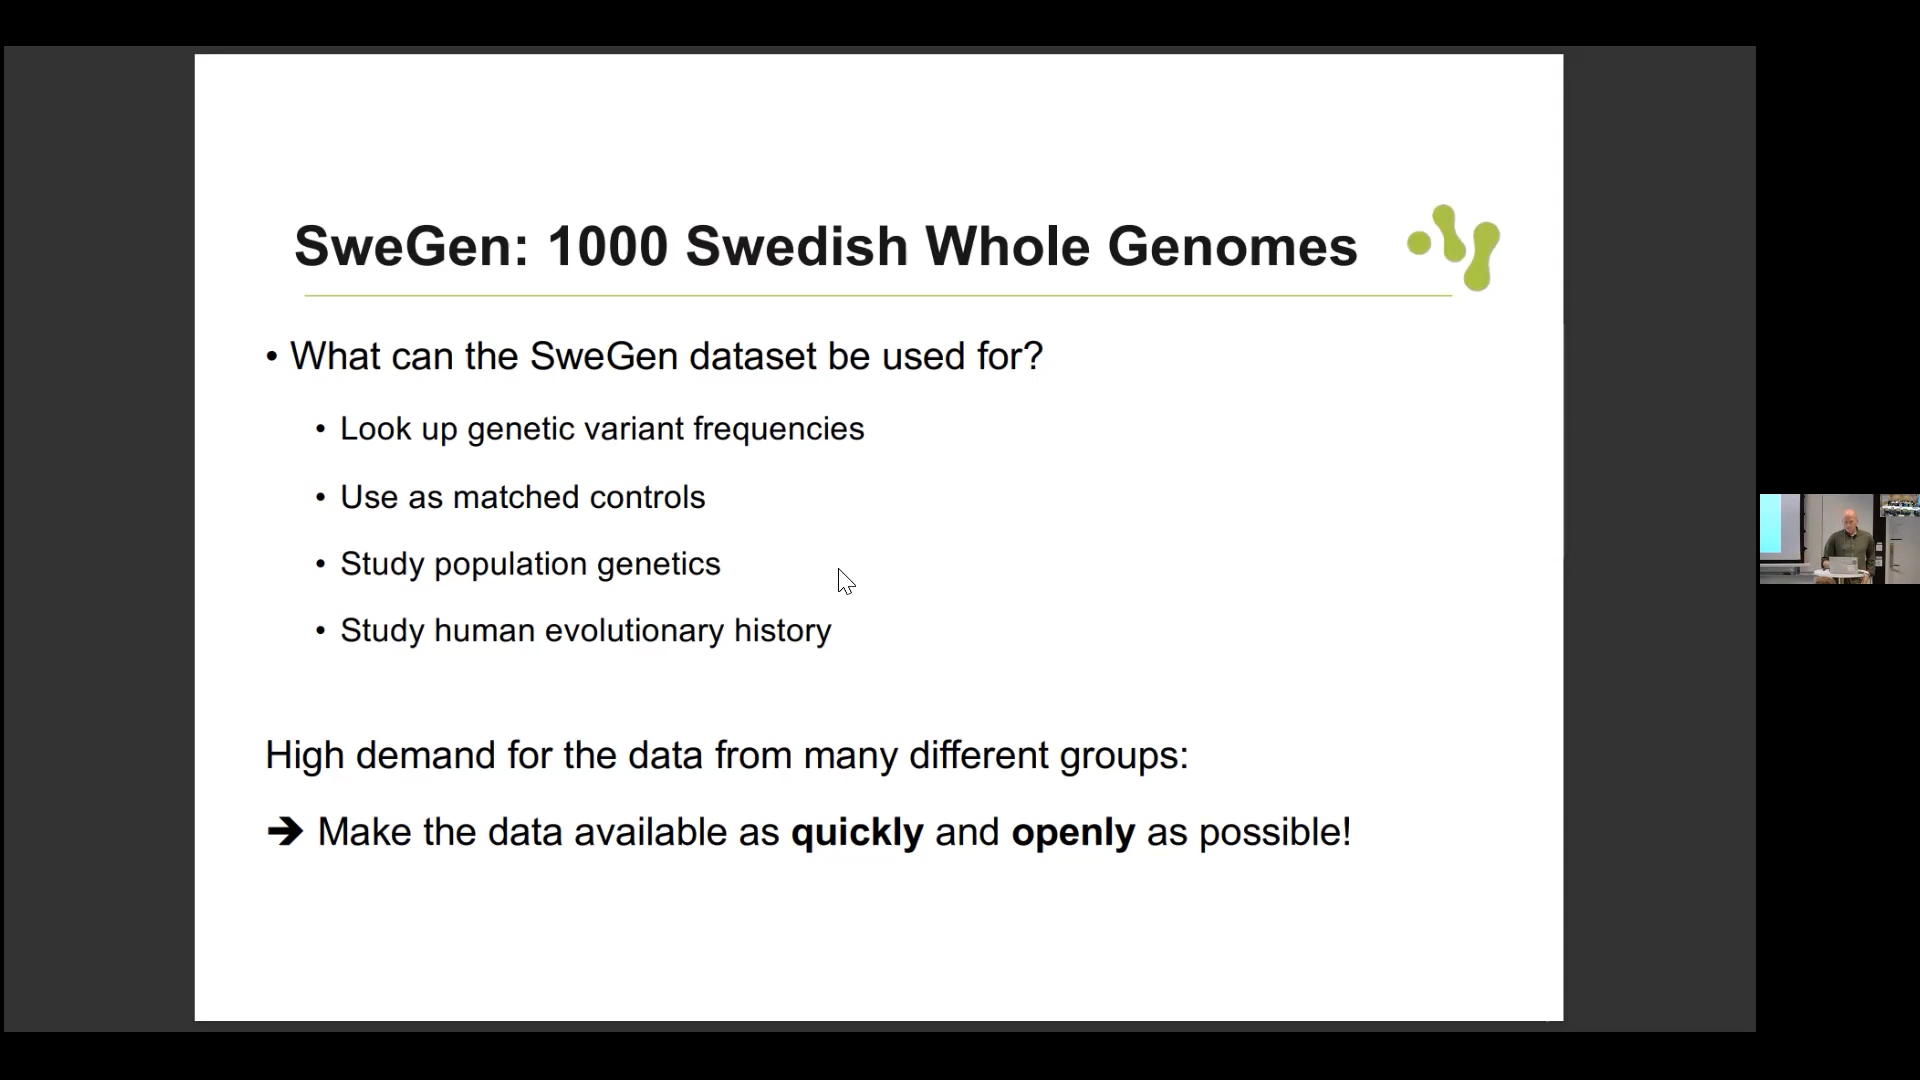 SweGen: 1000 Swedish Whole Genomes
• What can the SweGen dataset be used for?
• Look up genetic variant frequencies
• Use as matched controls
• Study population genetics
• Study human evolutionary history
High demand for the data from many different groups:
➔ Make the data available as quickly and openly as possible!